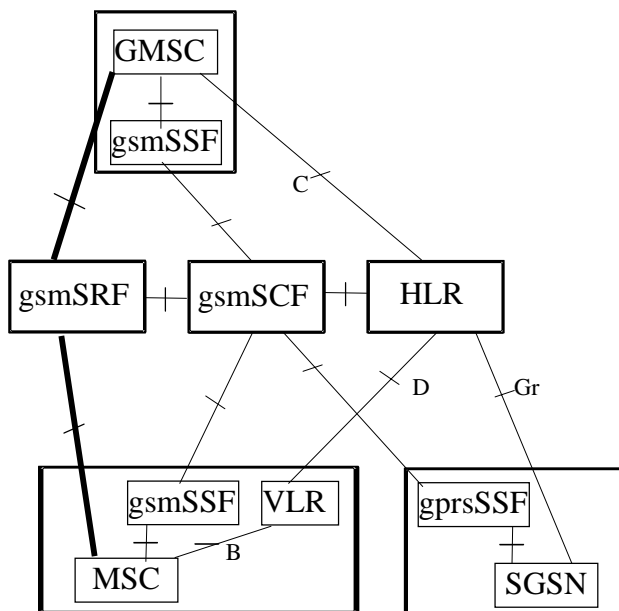 GMSC
gsmSSF
C
gsmSRF
gsmSCF
HLR
D
Gr
gsmSSF
VLR
gprsSSF
B
MSC
SGSN